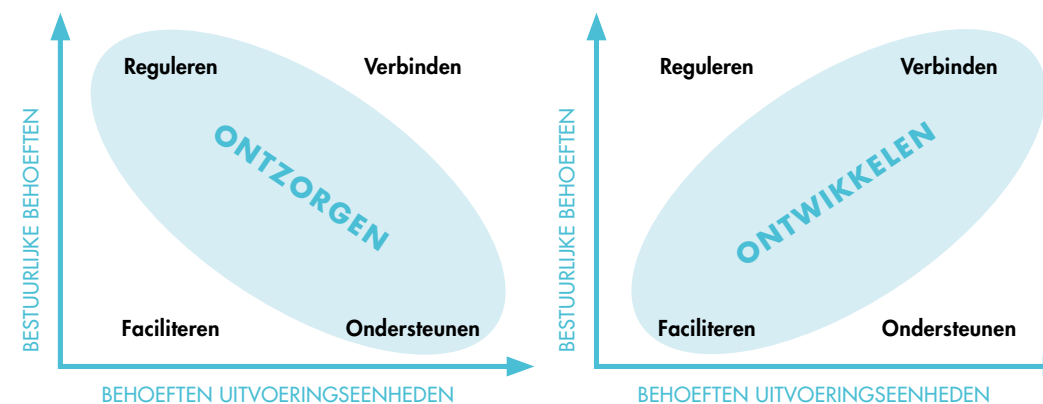 BESTUURLIJKE BEHOEFTEN
Reguleren
Verbinden
ONTZORGEN
Faciliteren
Ondersteunen
BEHOEFTEN UITVOERINGSEENHEDEN
BESTUURLIJKE BEHOEFTEN
Reguleren
Verbinden
ONTWIKKELEN
Faciliteren
Ondersteunen
BEHOEFTEN UITVOERINGSEENHEDEN